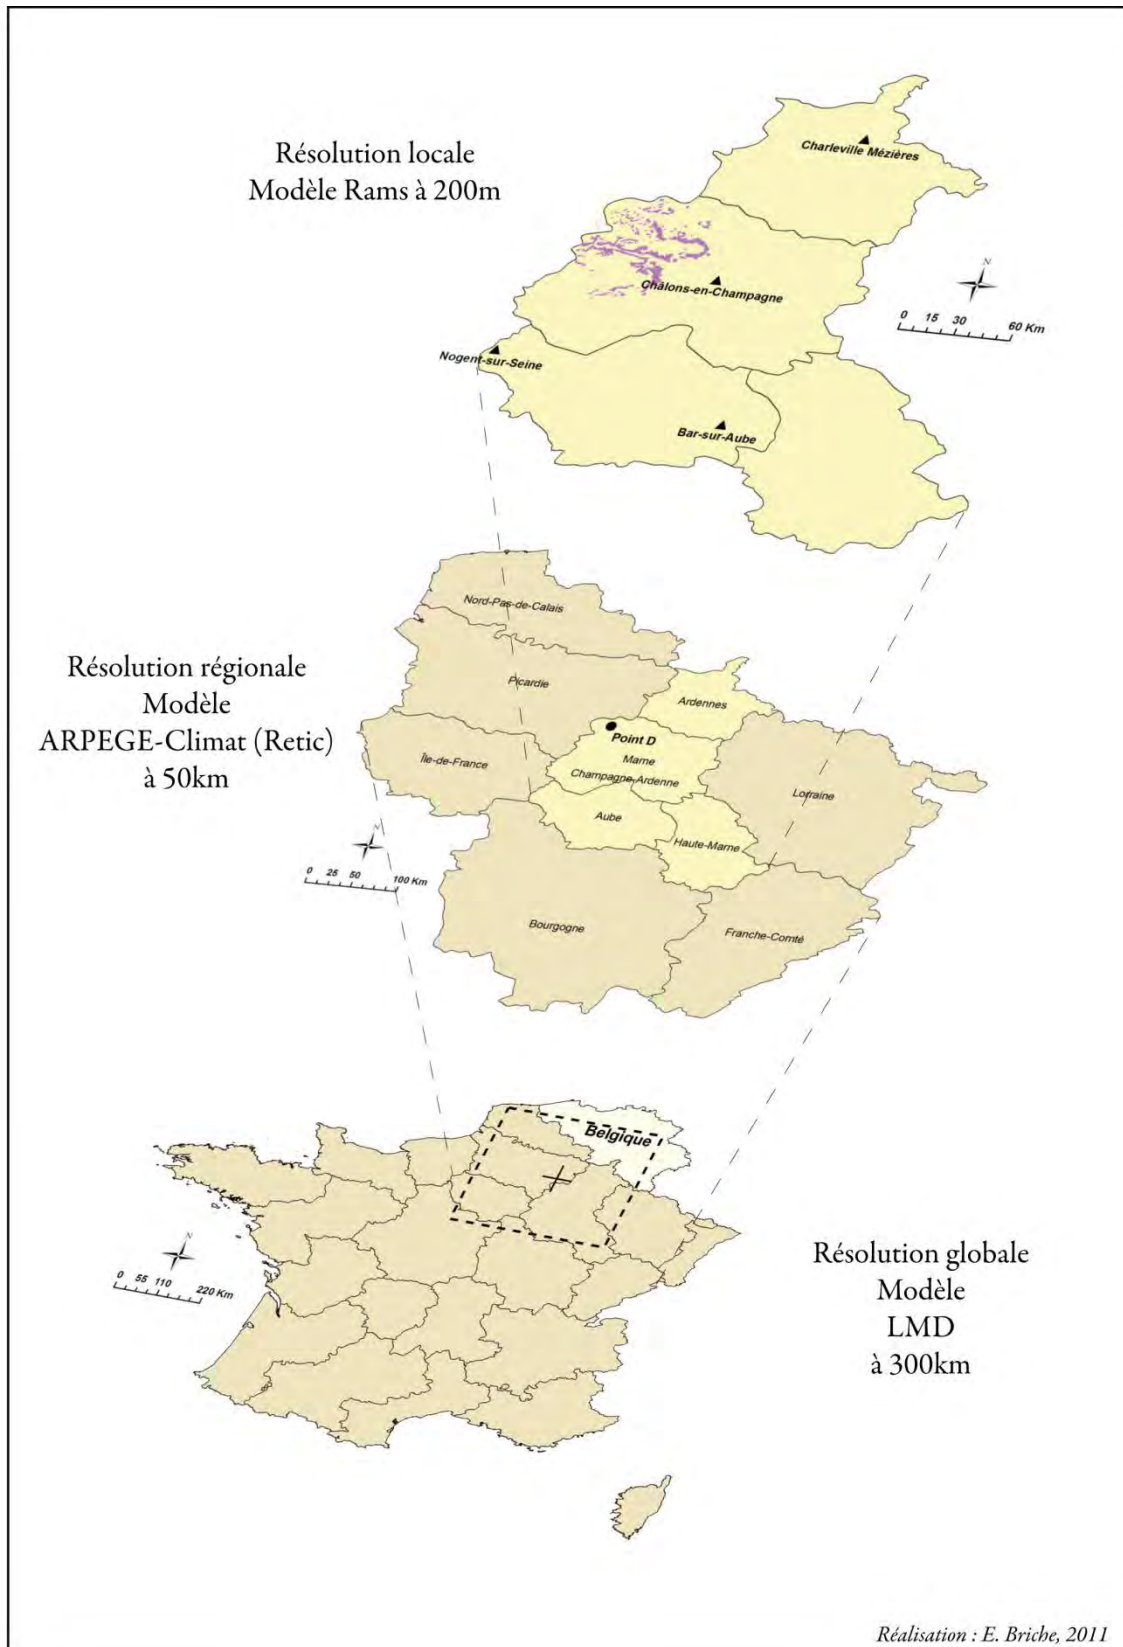 Résolution locale
Modèle Rams à 200m
Charleville Mézières
Châlons-en-Champagne
N
0 15 30 60 Km
Nogent-sur-Seine
Bar-sur-Aube
Résolution régionale
Modèle
ARPEGE-Climat (Retic)
à 50km
Nord-Pas-de-Calais
Picardie
Ardennes
Point D
Marne
Île-de-France
Champagne-Ardenne
Lorraine
Aube
Haute-Marne
N
0 25 50 100 Km
Bourgogne
Franche-Comté
Belgique
N
0 55 110 220 Km
Résolution globale
Modèle
LMD
à 300km
Réalisation : E. Briche, 2011